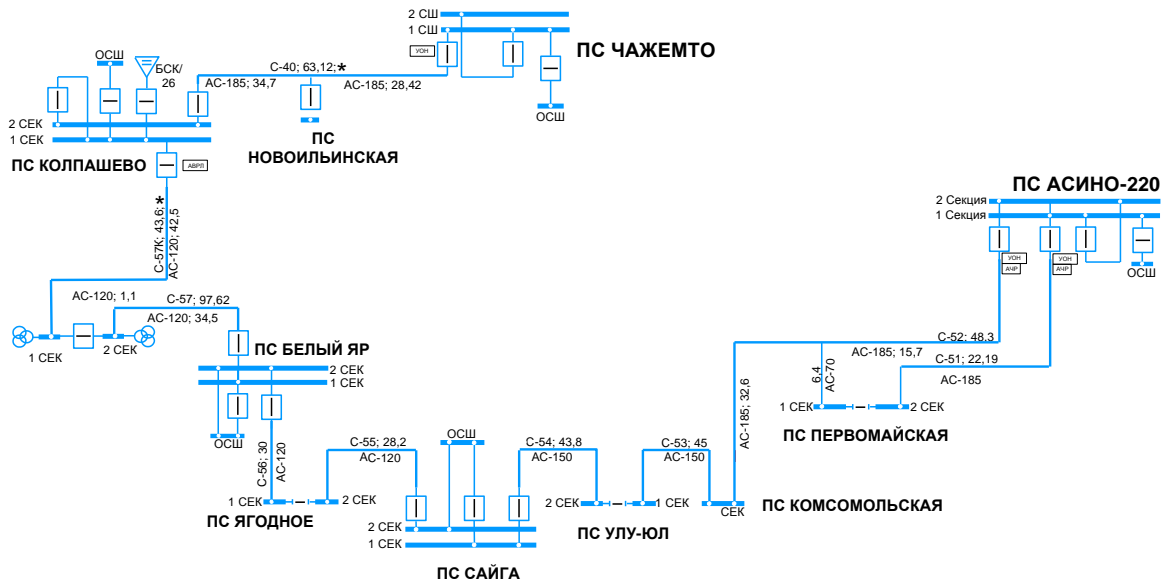 2 СШ
1 СШ
ПС ЧАЖЕМТО
УОН
ОСШ
ОСШ
БСК/
26
С-40; 63,12;*
АС-185; 34,7
АС-185; 28,42
2 СЕК
1 СЕК
ПС
НОВОИЛЬИНСКАЯ
ПС КОЛПАШЕВО
АВРЛ
С-57К; 43,6;*
АС-120; 42,5
ПС АСИНО-220
2 Секция
1 Секция
УОН
АЧР
УОН
АЧР
ОСШ
АС-120; 1,1
С-57; 97,62
АС-120; 34,5
1 СЕК
2 СЕК
ПС БЕЛЫЙ ЯР
2 СЕК
1 СЕК
ОСШ
С-52; 48.3
АС-185; 15,7
С-51; 22,19
АС-185
6,4
АС-70
1 СЕК
2 СЕК
ПС ПЕРВОМАЙСКАЯ
АС-185; 32,6
С-56; 30
АС-120
С-55; 28,2
АС-120
ОСШ
С-54; 43,8
АС-150
С-53; 45
АС-150
1 СЕК
2 СЕК
ПС ЯГОДНОЕ
2 СЕК
1 СЕК
ПС САЙГА
2 СЕК
1 СЕК
ПС УЛУ-ЮЛ
СЕК
ПС КОМСОМОЛЬСКАЯ